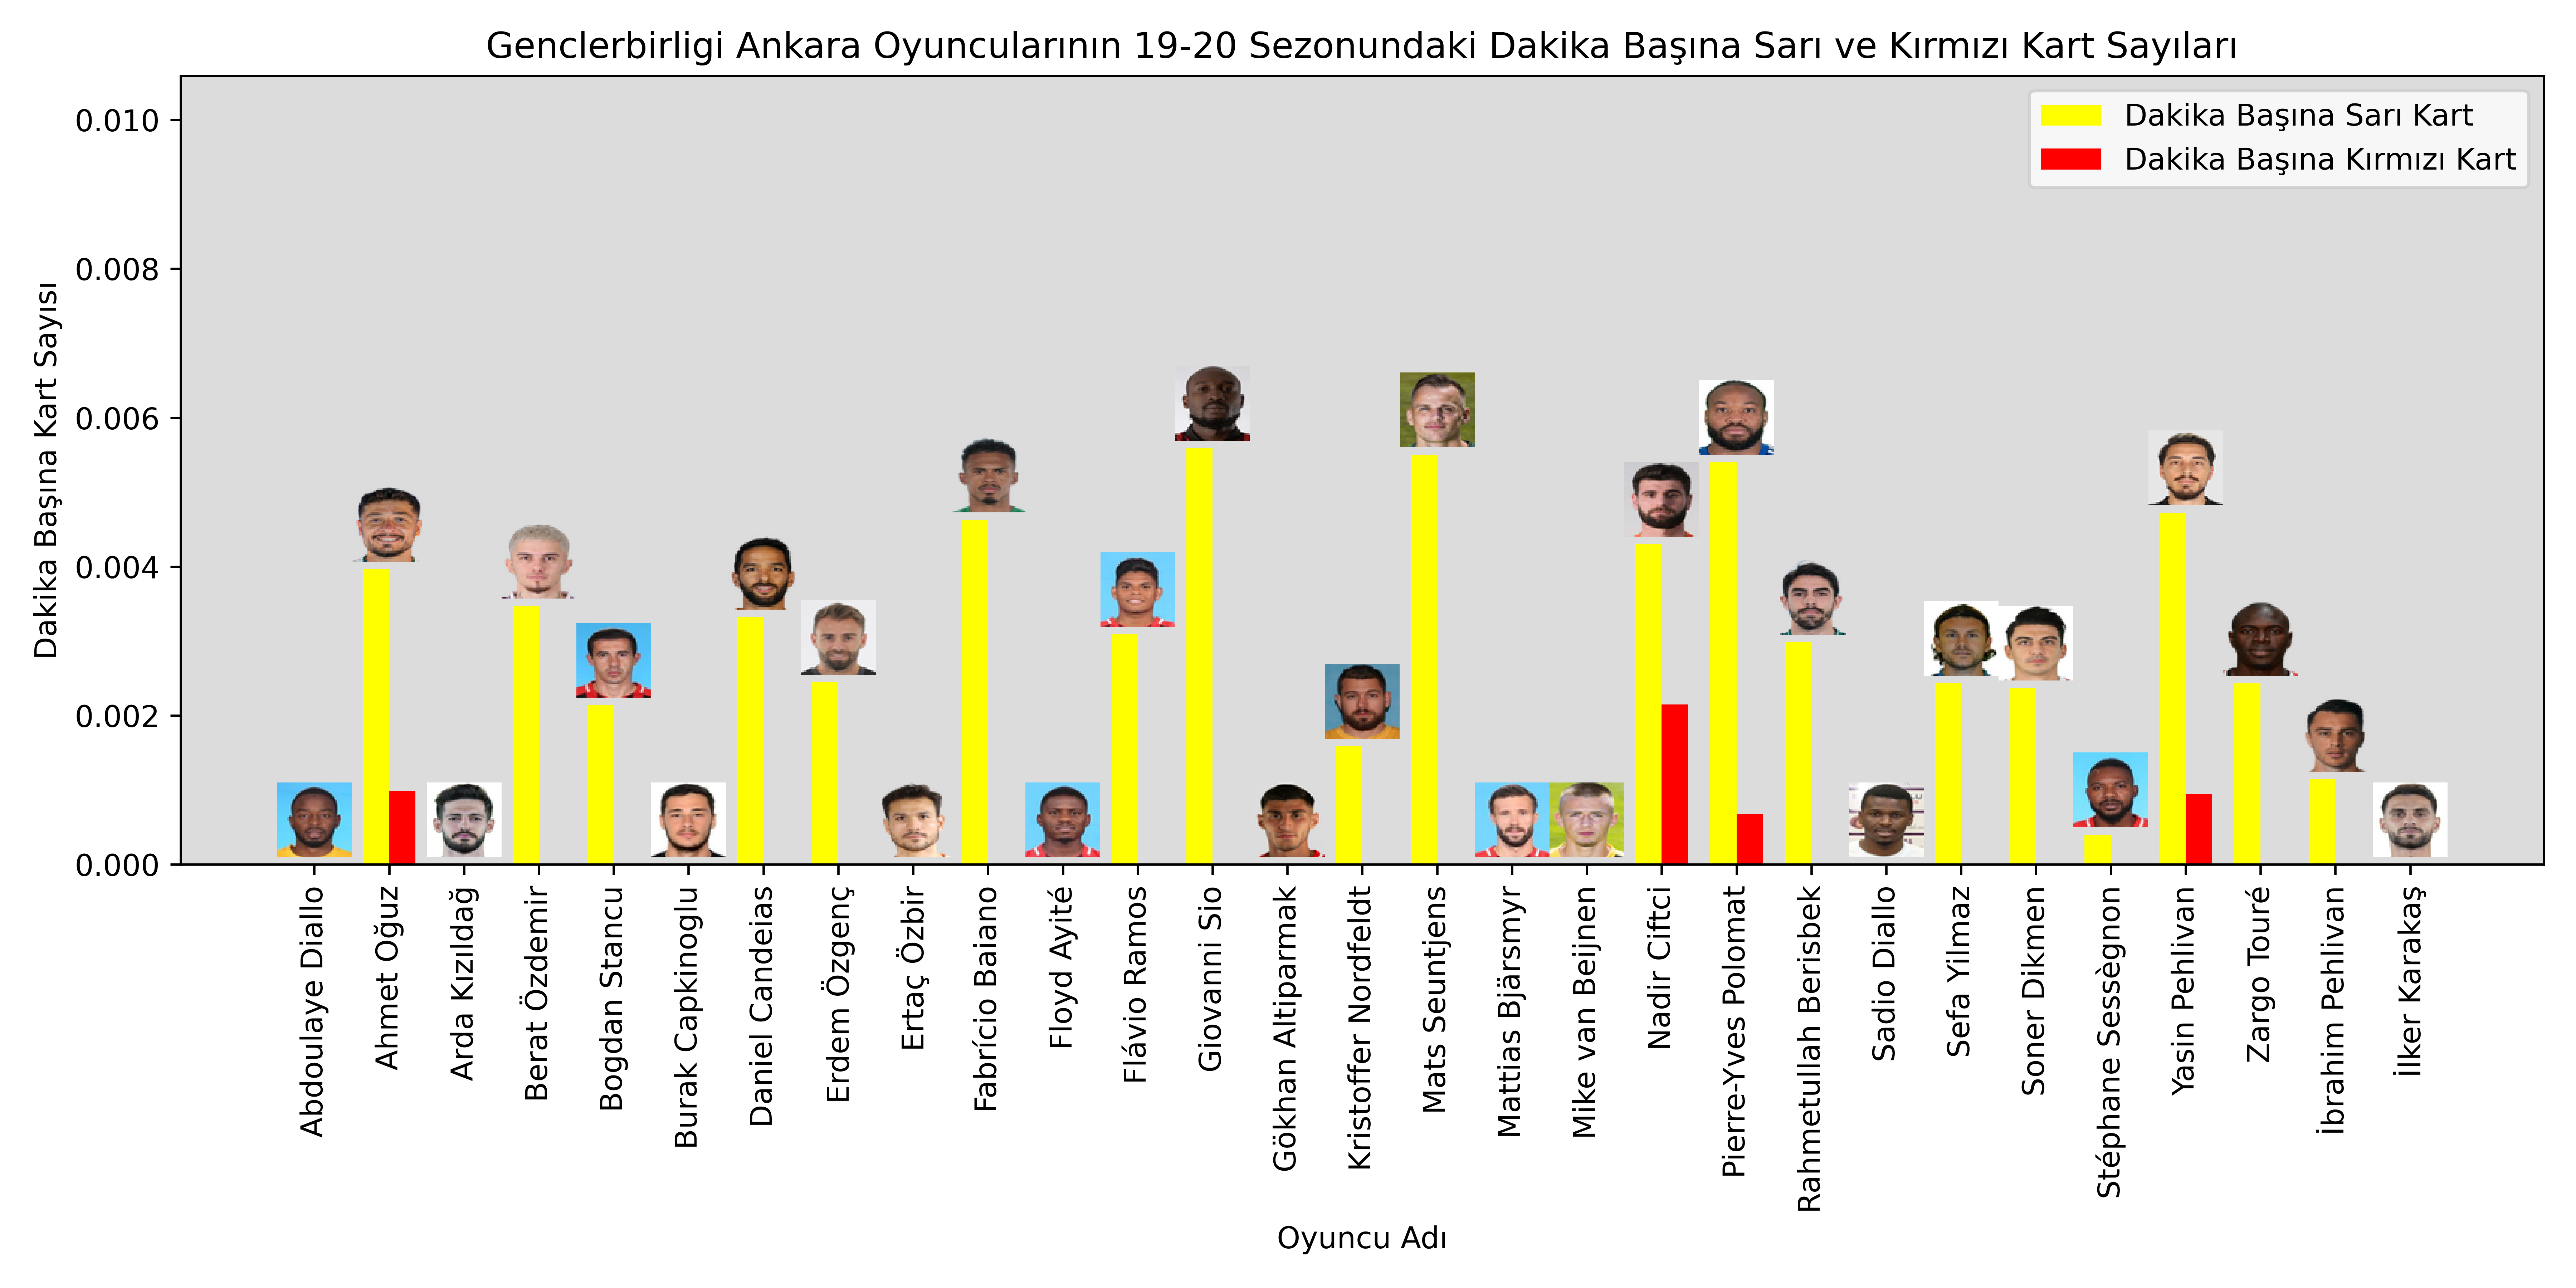 Genclerbirligi Ankara Oyuncularının 19-20 Sezonundaki Dakika Başına Sarı ve Kırmızı Kart Sayıları
Dakika Başına Sarı Kart
Dakika Başına Kırmızı Kart
Dakika Başına Kart Sayısı
0.010
0.008
0.006
0.004
0.002
0.000
Abdoulaye Diallo
Ahmet Oğuz
Arda Kızıldağ
Berat Özdemir
Bogdan Stancu
Burak Capkinoglu
Daniel Candeias
Erdem Özgenç
Ertaç Özbir
Fabrício Baiano
Floyd Ayité
Flávio Ramos
Giovanni Sio
Gökhan Altiparmak
Kristoffer Nordfeldt
Mats Seuntjens
Mattias Bjärsmyr
Mike van Beijnen
Nadir Ciftci
Pierre-Yves Polomat
Rahmetullah Berisbek
Sadio Diallo
Sefa Yilmaz
Soner Dikmen
Stéphane Sessègnon
Yasin Pehlivan
Zargo Touré
İbrahim Pehlivan
İlker Karakaş
Oyuncu Adı